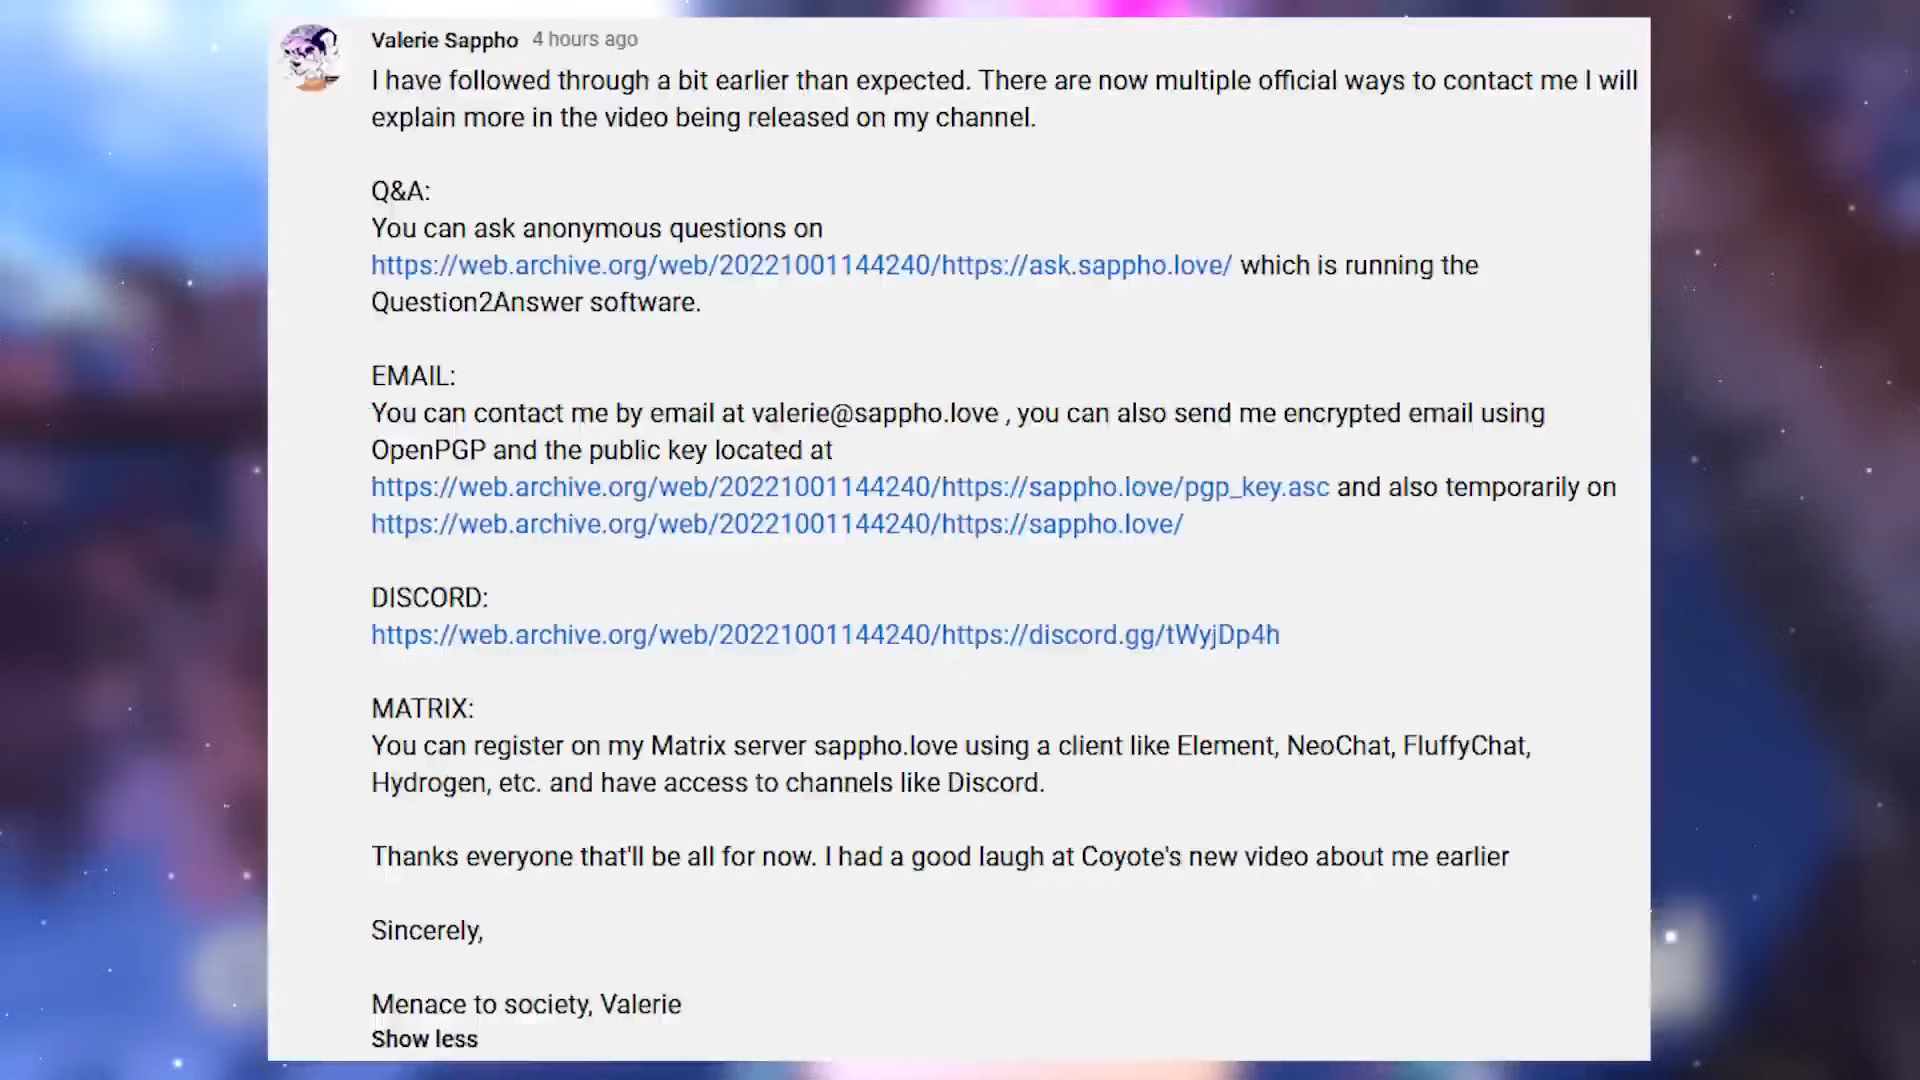 Valerie Sappho 4 hours ago
I have followed through a bit earlier than expected. There are now multiple official ways to contact me I will
explain more in the video being released on my channel.
Q&A:
You can ask anonymous questions on
https://web.archive.org/web/20221001144240/https://ask.sappho.love/ which is running the
Question2Answer software.
EMAIL:
You can contact me by email at valerie@sappho.love , you can also send me encrypted email using
OpenPGP and the public key located at
https://web.archive.org/web/20221001144240/https://sappho.love/pgp_key.asc and also temporarily on
https://web.archive.org/web/20221001144240/https://sappho.love/
DISCORD:
https://web.archive.org/web/20221001144240/https://discord.gg/tWyjDp4h
MATRIX:
You can register on my Matrix server sappho.love using a client like Element, NeoChat, FluffyChat,
Hydrogen, etc. and have access to channels like Discord.
Thanks everyone that'll be all for now. I had a good laugh at Coyote's new video about me earlier
Sincerely,
Menace to society, Valerie
Show less